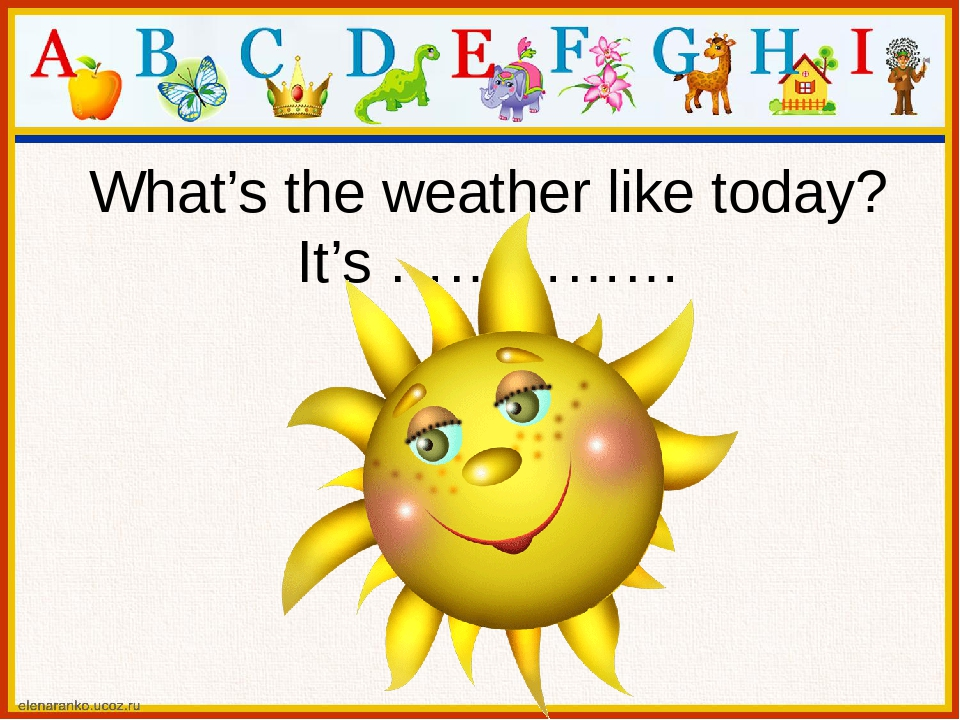 A B C D E F G H I
What’s the weather like today?
It’s ……………
elenaranko.ucoz.ru